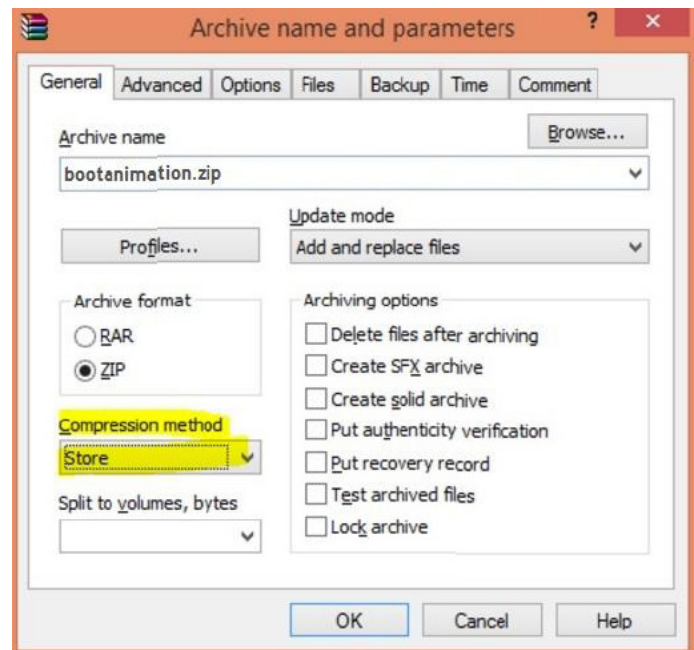 Archive name and parameters ?
General Advanced Options Files Backup Time Comment
Archive name Browse...
bootanimation.zip
Update mode
Profiles... Add and replace files
Archive format Archiving options
RAR Delete files after archiving
ZIP Create SFX archive
Create solid archive
Compression method Put authenticity verification
Store Put recovery record
Split to volumes, bytes Test archived files
Lock archive
OK Cancel Help